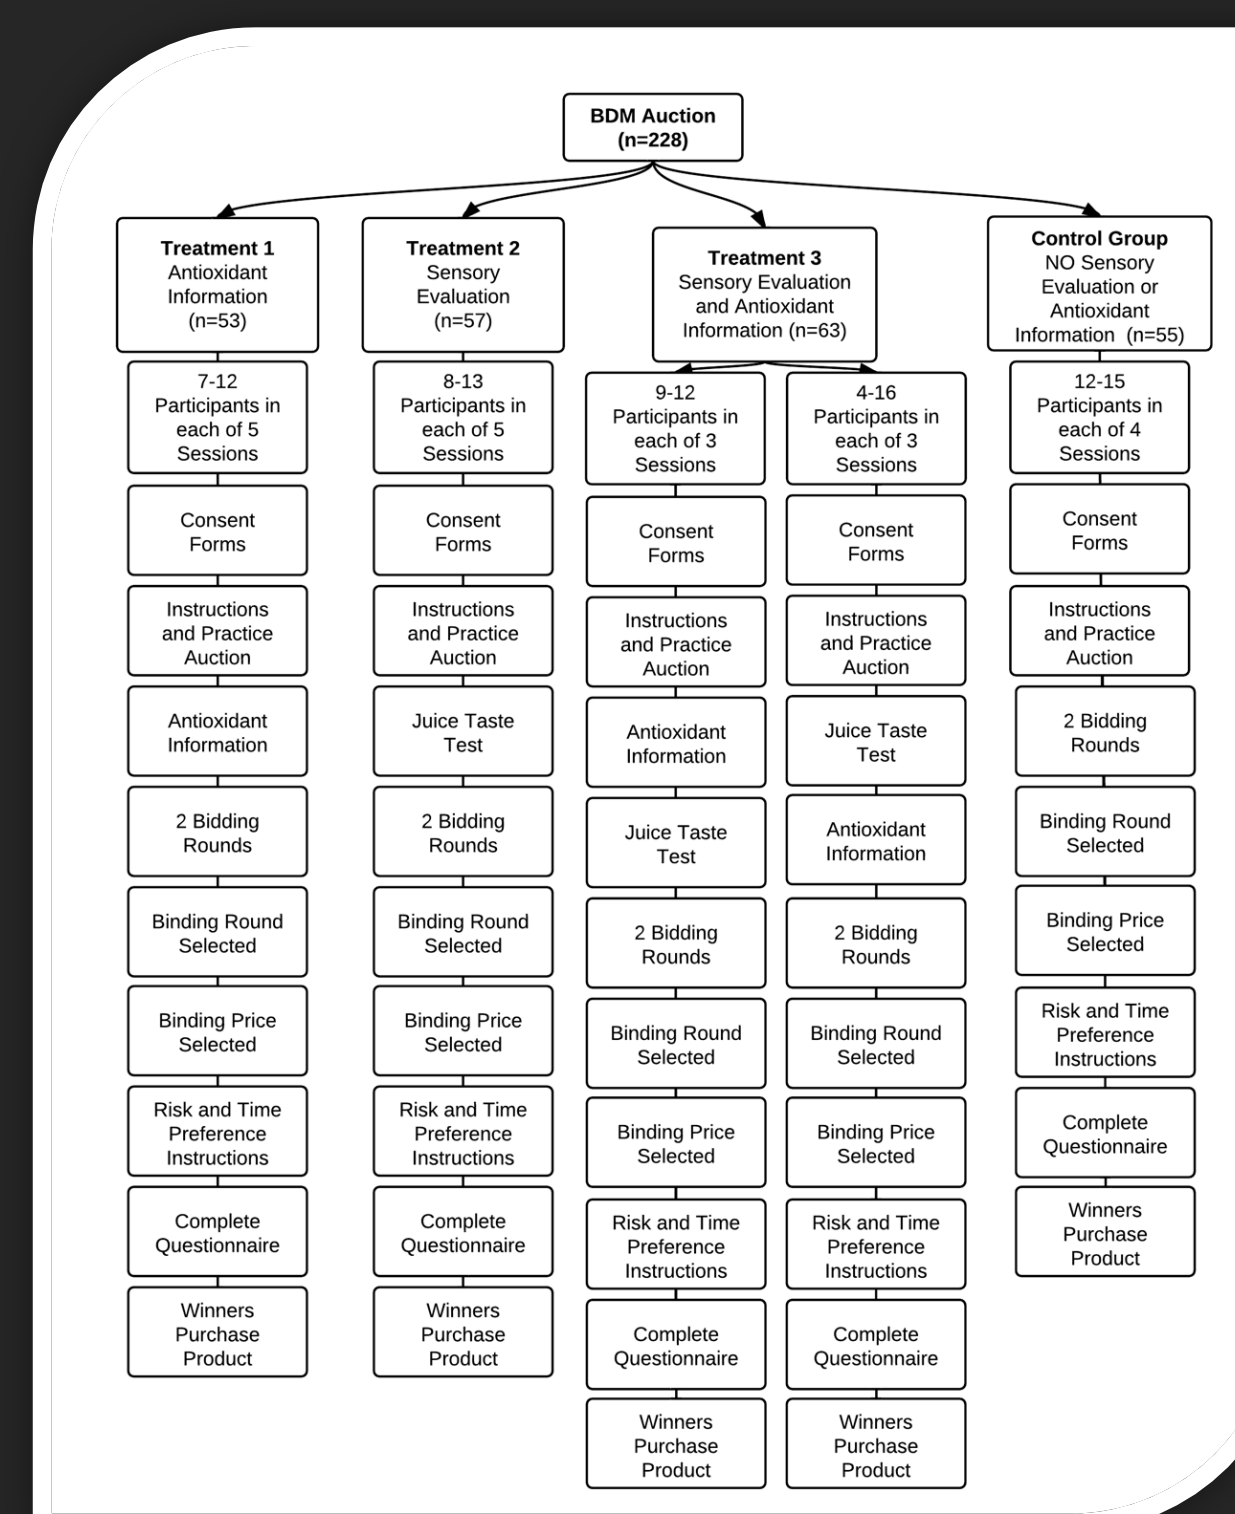 BDM Auction
(n=228)
Treatment 1
Antioxidant
Information
(n=53)
7-12
Participants in
each of 5
Sessions
Consent
Forms
Instructions
and Practice
Auction
Antioxidant
Information
2 Bidding
Rounds
Binding Round
Selected
Binding Price
Selected
Risk and Time
Preference
Instructions
Complete
Questionnaire
Winners
Purchase
Product
Treatment 2
Sensory
Evaluation
(n=57)
8-13
Participants in
each of 5
Sessions
Consent
Forms
Instructions
and Practice
Auction
Juice Taste
Test
2 Bidding
Rounds
Binding Round
Selected
Binding Price
Selected
Risk and Time
Preference
Instructions
Complete
Questionnaire
Winners
Purchase
Product
Treatment 3
Sensory Evaluation
and Antioxidant
Information (n=63)
9-12
Participants in
each of 3
Sessions
Consent
Forms
Instructions
and Practice
Auction
Antioxidant
Information
Juice Taste
Test
2 Bidding
Rounds
Binding Round
Selected
Binding Price
Selected
Risk and Time
Preference
Instructions
Complete
Questionnaire
Winners
Purchase
Product
4-16
Participants in
each of 3
Sessions
Consent
Forms
Instructions
and Practice
Auction
Juice Taste
Test
Antioxidant
Information
2 Bidding
Rounds
Binding Round
Selected
Binding Price
Selected
Risk and Time
Preference
Instructions
Complete
Questionnaire
Winners
Purchase
Product
Control Group
NO Sensory
Evaluation or
Antioxidant
Information (n=55)
12-15
Participants in
each of 4
Sessions
Consent
Forms
Instructions
and Practice
Auction
2 Bidding
Rounds
Binding Round
Selected
Binding Price
Selected
Risk and Time
Preference
Instructions
Complete
Questionnaire
Winners
Purchase
Product